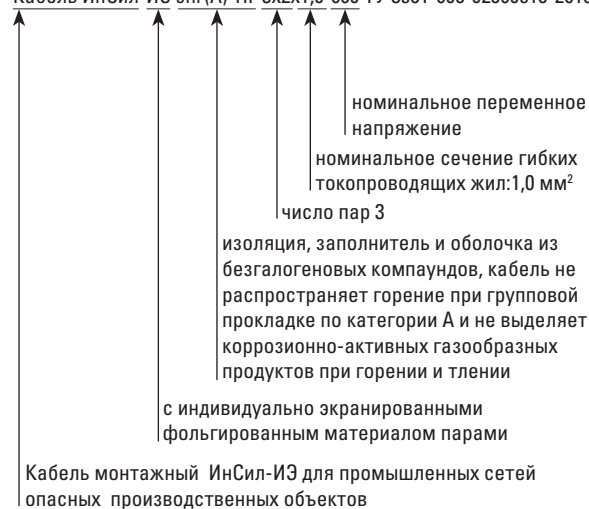 Кабель ИнСил
номинальное переменное
напряжение
номинальное сечение гибких
токопроводящих жил:1,0 мм²
число пар 3
изоляция, заполнитель и оболочка из
безгалогеновых компаундов, кабель не
распространяет горение при групповой
прокладке по категории А и не выделяет
коррозионно-активных газообразных
продуктов при горении и тлении
с индивидуально экранированными
фольгированным материалом парами
Кабель монтажный ИнСил-ИЭ для промышленных сетей
опасных производственных объектов